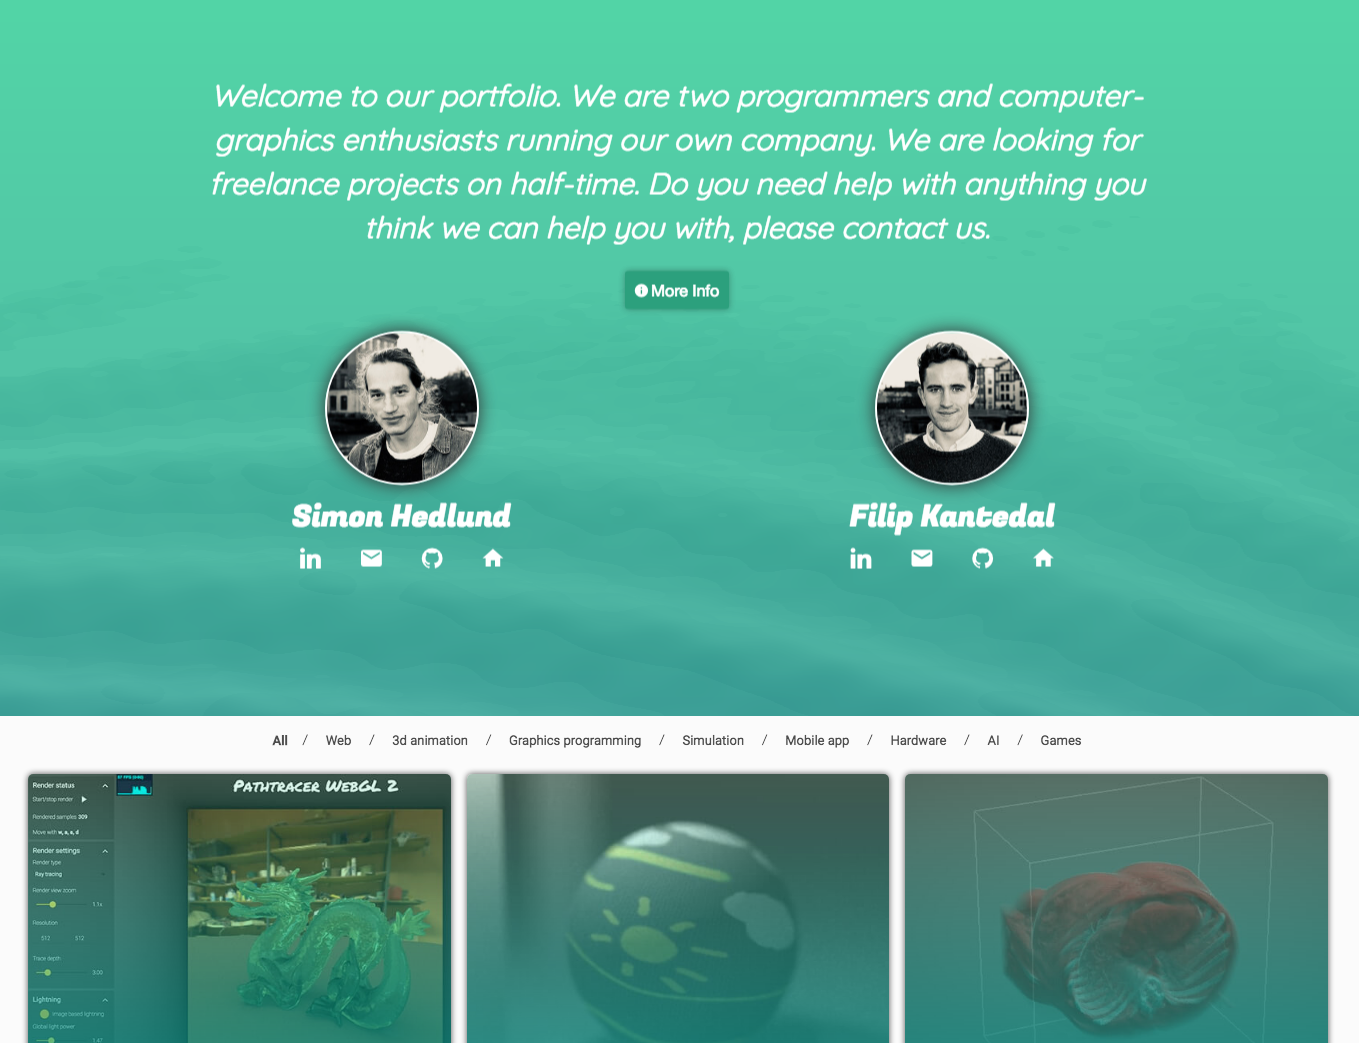 Welcome to our portfolio. We are two programmers and computer-
graphics enthusiasts running our own company. We are looking for
freelance projects on half-time. Do you need help with anything you
think we can help you with, please contact us.
More Info
Simon Hedlund
Filip Kantedal
in
in
All / Web / 3d animation / Graphics programming / Simulation / Mobile app / Hardware / AI / Games
Render status
Start/stop render
Rendered samples 309
Move with w, a, s, d
Render settings
Render type
Ray tracing
Render view zoom
1.1x
Resolution
512 512
Trace depth
3.00
Lightning
Image based lightning
Global light power
1.47
Pathtracer WebGL 2